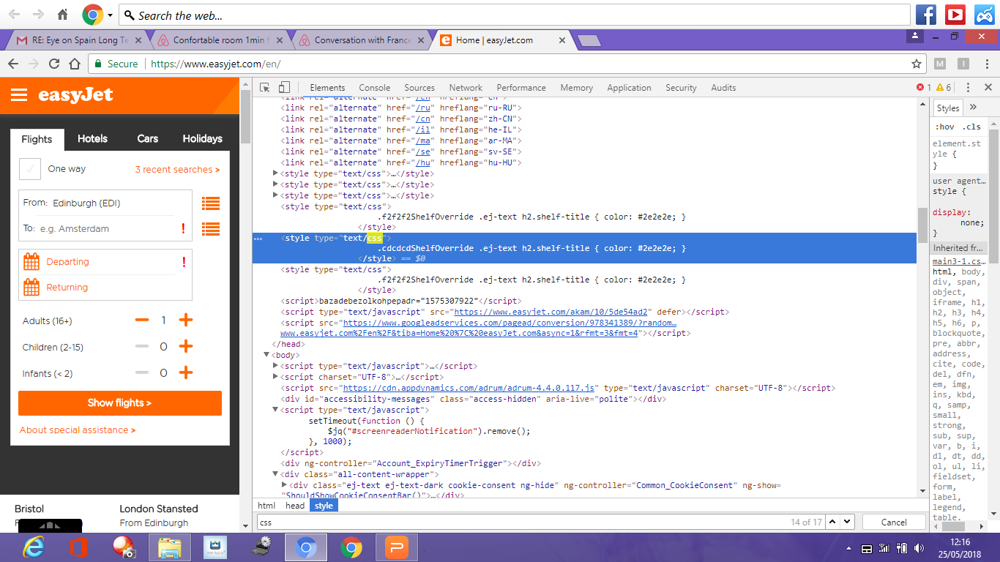 Search the web...
RE: Eye on Spain Long Te
Confortable room 1min f
Conversation with France
Home | easyJet.com
Secure https://www.easyjet.com/en/
easyJet
Flights Hotels Cars Holidays
One way 3 recent searches >
From: Edinburgh (EDI)
To: e.g. Amsterdam !
Departing !
Returning
Adults (16+) 1
Children (2-15) 0
Infants (< 2) 0
Show flights >
About special assistance >
Bristol London Stansted
From Edinburgh
Elements Console Sources Network Performance Memory Application Security Audits 1 6
<link rel="alternate" href="/ru" hreflang="ru-RU">
<link rel="alternate" href="/cn" hreflang="zh-CN">
<link rel="alternate" href="/il" hreflang="he-IL">
<link rel="alternate" href="/ma" hreflang="ar-MA">
<link rel="alternate" href="/se" hreflang="sv-SE">
<link rel="alternate" href="/hu" hreflang="hu-HU">
<style type="text/css">…</style>
<style type="text/css">…</style>
<style type="text/css">…</style>
<style type="text/css">
.f2f2f2ShelfOverride .ej-text h2.shelf-title { color: #2e2e2e; }
</style>
<style type="text/css">
.cdcdcdShelfOverride .ej-text h2.shelf-title { color: #2e2e2e; }
</style> == $0
<style type="text/css">
.f2f2f2ShelfOverride .ej-text h2.shelf-title { color: #2e2e2e; }
</style>
<script>bazadebezolkohpepadr="1575307922"</script>
<script type="text/javascript" src="https://www.easyjet.com/akam/10/5de54ad2" defer></script>
<script src="https://www.googleadservices.com/pagead/conversion/978341389/?random…
www.easyjet.com%2Fen%2F&tiba=Home%20%7C%20easyJet.com&async=1&rfmt=3&fmt=4"></script>
</head>
<body>
<script type="text/javascript">…</script>
<script charset="UTF-8">…</script>
<script src="https://cdn.appdynamics.com/adrum/adrum-4.4.0.117.js" type="text/javascript" charset="UTF-8"></script>
<div id="accessibility-messages" class="access-hidden" aria-live="polite"></div>
<script type="text/javascript">
setTimeout(function () {
$jq("#screenreaderNotification").remove();
}, 1000);
</script>
<div ng-controller="Account_ExpiryTimerTrigger"></div>
<div class="all-content-wrapper">
<div class="ej-text ej-text-dark cookie-consent ng-hide" ng-controller="Common_CookieConsent" ng-show=
"ShouldShowCookieConsentBar()">…</div>
html head style
css 14 of 17 Cancel
Styles »
:hov .cls
element.st
yle {
}
user agent…
style {
display:
none;
}
Inherited fr…
main3-1.cs…
html, body,
div, span,
object,
iframe, h1,
h2, h3, h4,
h5, h6, p,
blockquote,
pre, abbr,
address,
cite, code,
del, dfn,
em, img,
ins, kbd,
q, samp,
small,
strong,
sub, sup,
var, b, i,
dl, dt, dd,
ol, ul, li,
fieldset,
form,
label,
legend,
table,
12:16
25/05/2018